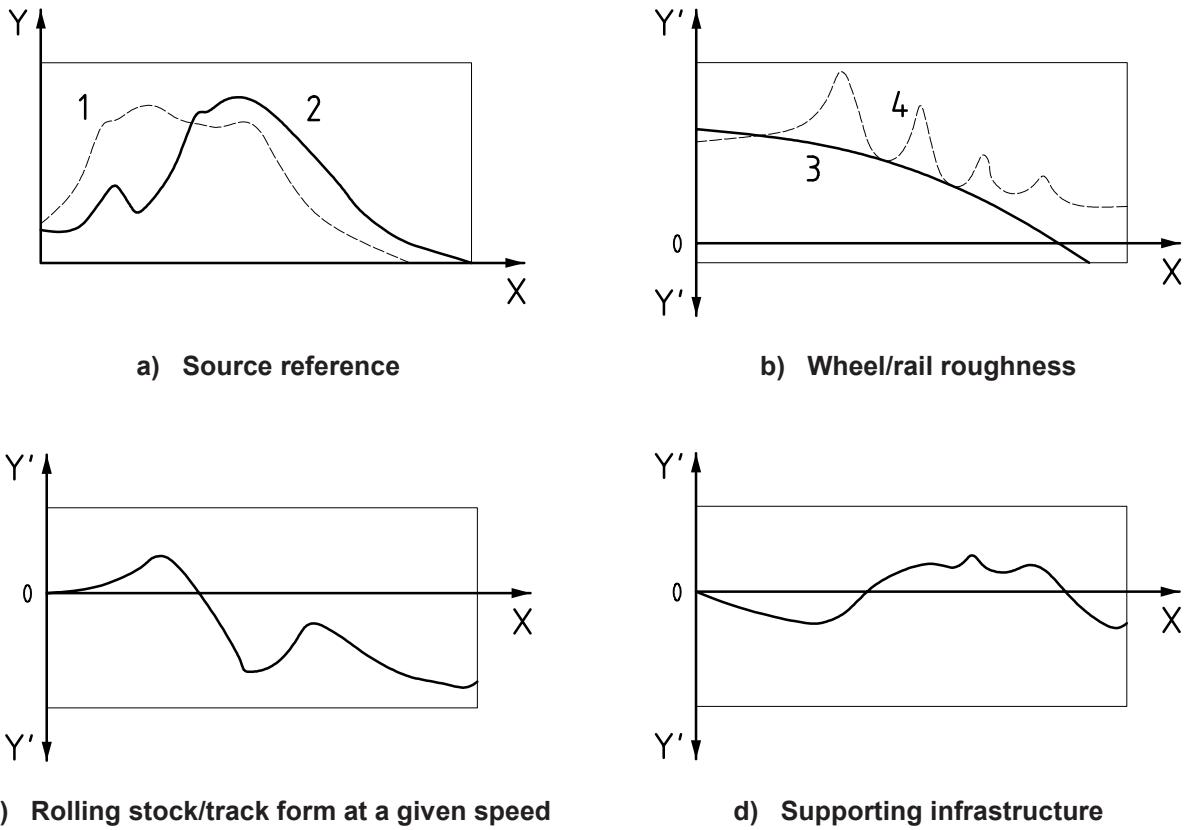 Y
1
2
X
a) Source reference
Y'
4
3
0
X
Y'
b) Wheel/rail roughness
Y'
0
X
Y'
) Rolling stock/track form at a given speed
Y'
0
X
Y'
d) Supporting infrastructure